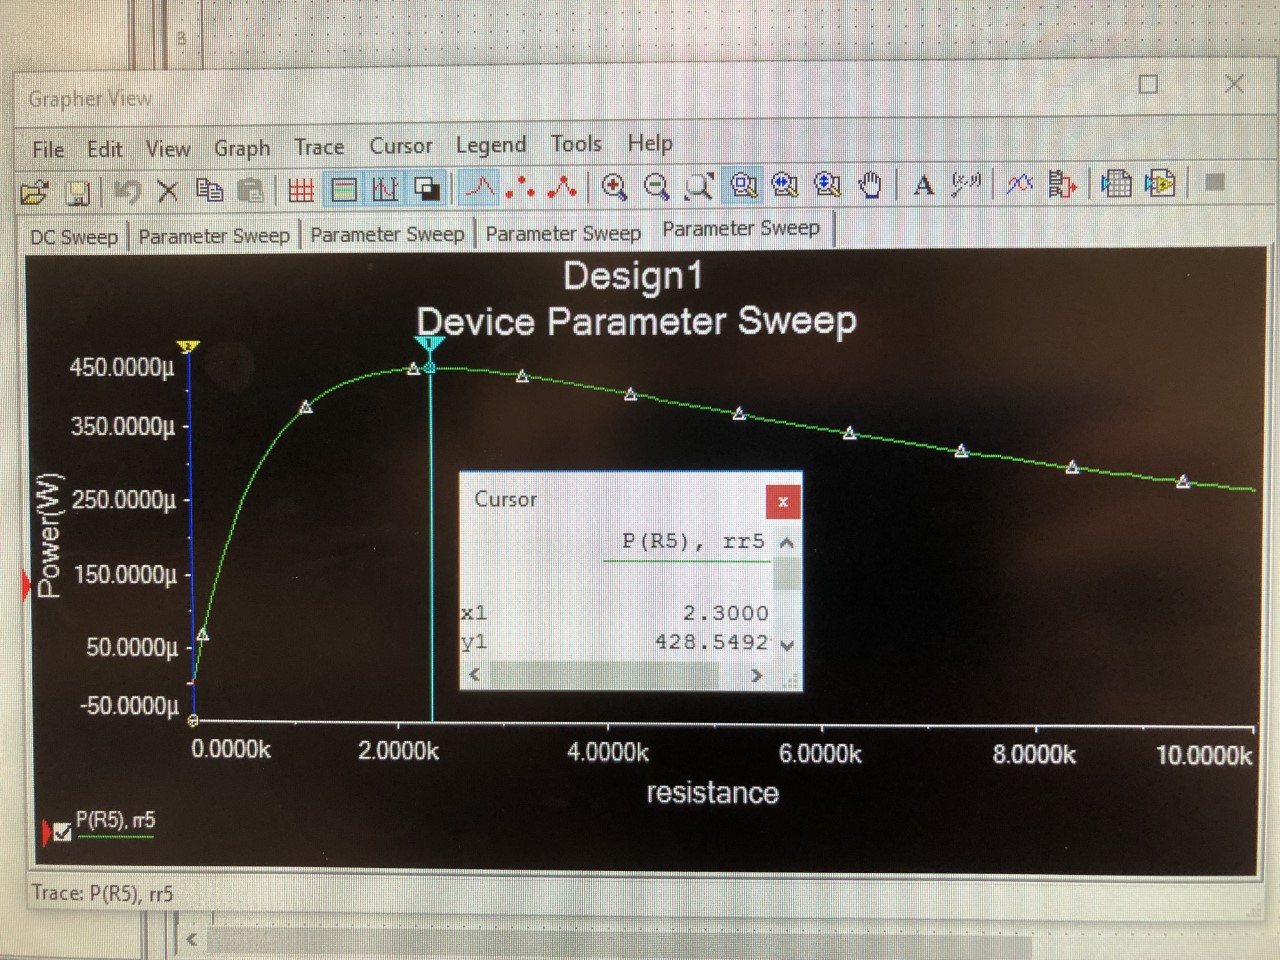 B
Grapher View
File Edit View Graph Trace Cursor Legend Tools Help
A (x,y)
DC Sweep Parameter Sweep Parameter Sweep Parameter Sweep Parameter Sweep
Design1
Device Parameter Sweep
2 1
450.0000µ
350.0000µ
250.0000µ
150.0000µ
50.0000µ
-50.0000µ
Power(W)
Cursor x
P(R5), rr5
x1 2.3000
y1 428.5492
0.0000k 2.0000k 4.0000k 6.0000k 8.0000k 10.0000k
resistance
P(R5), rr5
Trace: P(R5), rr5